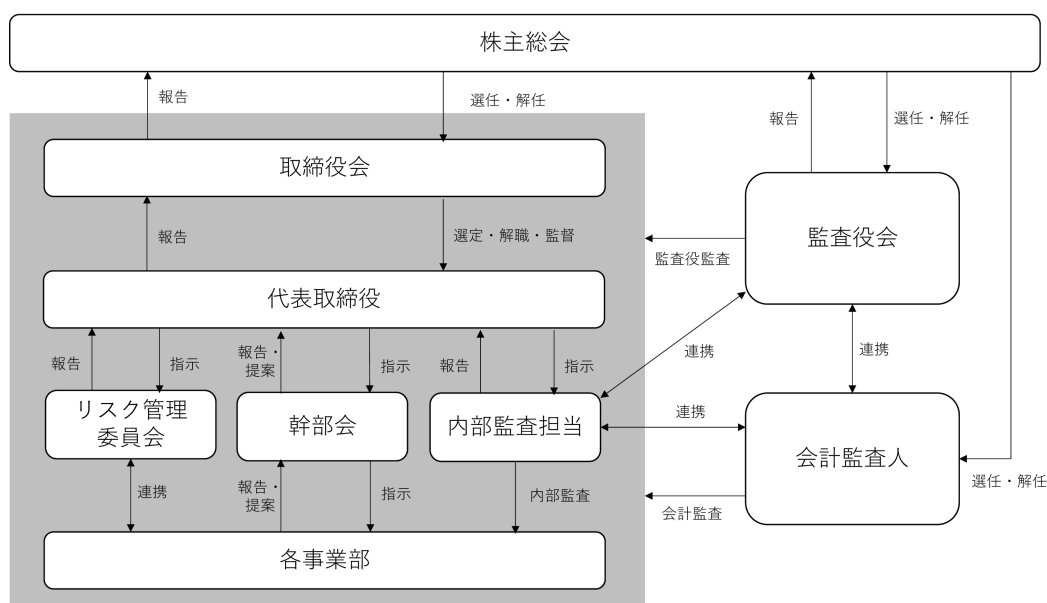 株主総会
報告
選任・解任
報告
選任・解任
取締役会
監査役会
報告
選定・解職・監督
監査役監査
代表取締役
報告
指示
報告・
提案
指示
報告
指示
連携
連携
リスク管理
委員会
幹部会
内部監査担当
連携
会計監査人
選任・解任
連携
報告・
提案
指示
内部監査
会計監査
各事業部